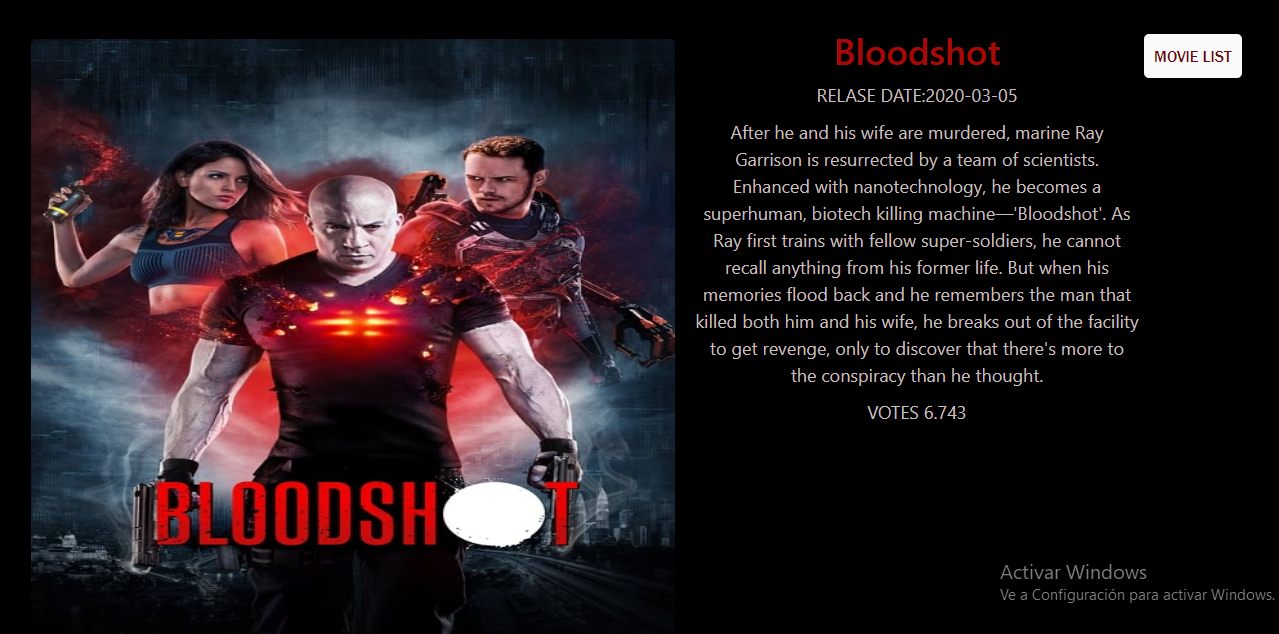 Bloodshot
MOVIE LIST
RELASE DATE:2020-03-05
After he and his wife are murdered, marine Ray
Garrison is resurrected by a team of scientists.
Enhanced with nanotechnology, he becomes a
superhuman, biotech killing machine—'Bloodshot'. As
Ray first trains with fellow super-soldiers, he cannot
recall anything from his former life. But when his
memories flood back and he remembers the man that
killed both him and his wife, he breaks out of the facility
to get revenge, only to discover that there's more to
the conspiracy than he thought.
VOTES 6.743
BLOODSHOT
Activar Windows
Ve a Configuración para activar Windows.